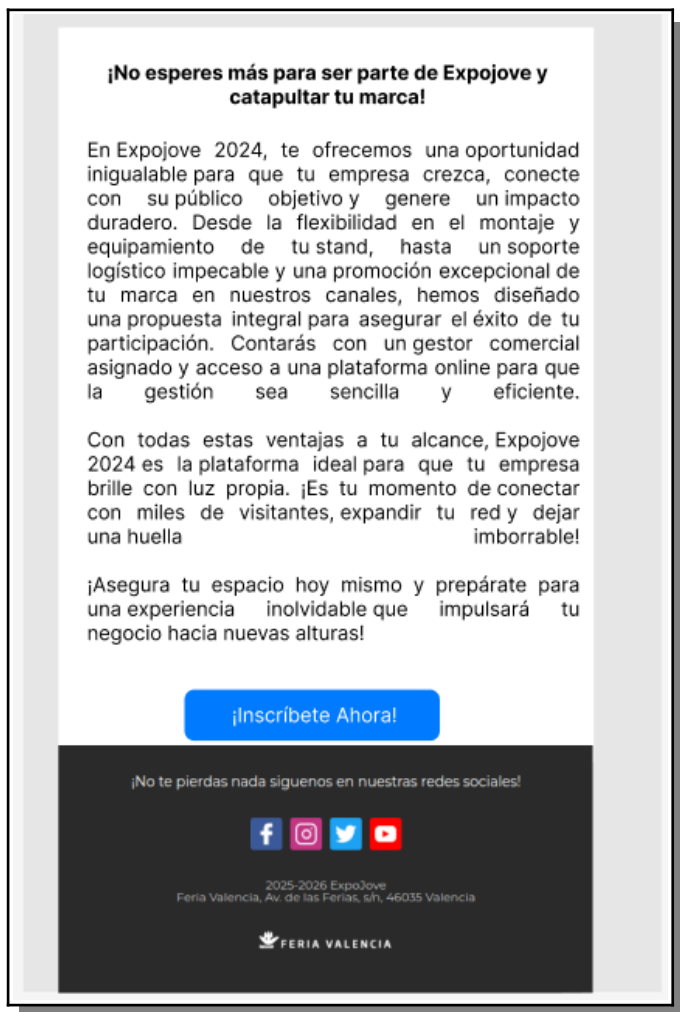 ¡No esperes más para ser parte de Expojove y
catapultar tu marca!
En Expojove 2024, te ofrecemos una oportunidad
inigualable para que tu empresa crezca, conecte
con su público objetivo y genere un impacto
duradero. Desde la flexibilidad en el montaje y
equipamiento de tu stand, hasta un soporte
logístico impecable y una promoción excepcional de
tu marca en nuestros canales, hemos diseñado
una propuesta integral para asegurar el éxito de tu
participación. Contarás con un gestor comercial
asignado y acceso a una plataforma online para que
la gestión sea sencilla y eficiente.
Con todas estas ventajas a tu alcance, Expojove
2024 es la plataforma ideal para que tu empresa
brille con luz propia. ¡Es tu momento de conectar
con miles de visitantes, expandir tu red y dejar
una huella imborrable!
¡Asegura tu espacio hoy mismo y prepárate para
una experiencia inolvidable que impulsará tu
negocio hacia nuevas alturas!
¡Inscríbete Ahora!
¡No te pierdas nada siguenos en nuestras redes sociales!
2025-2026 ExpoJove
Feria Valencia, Av. de las Ferias, s/n, 46035 Valencia
FERIA VALENCIA